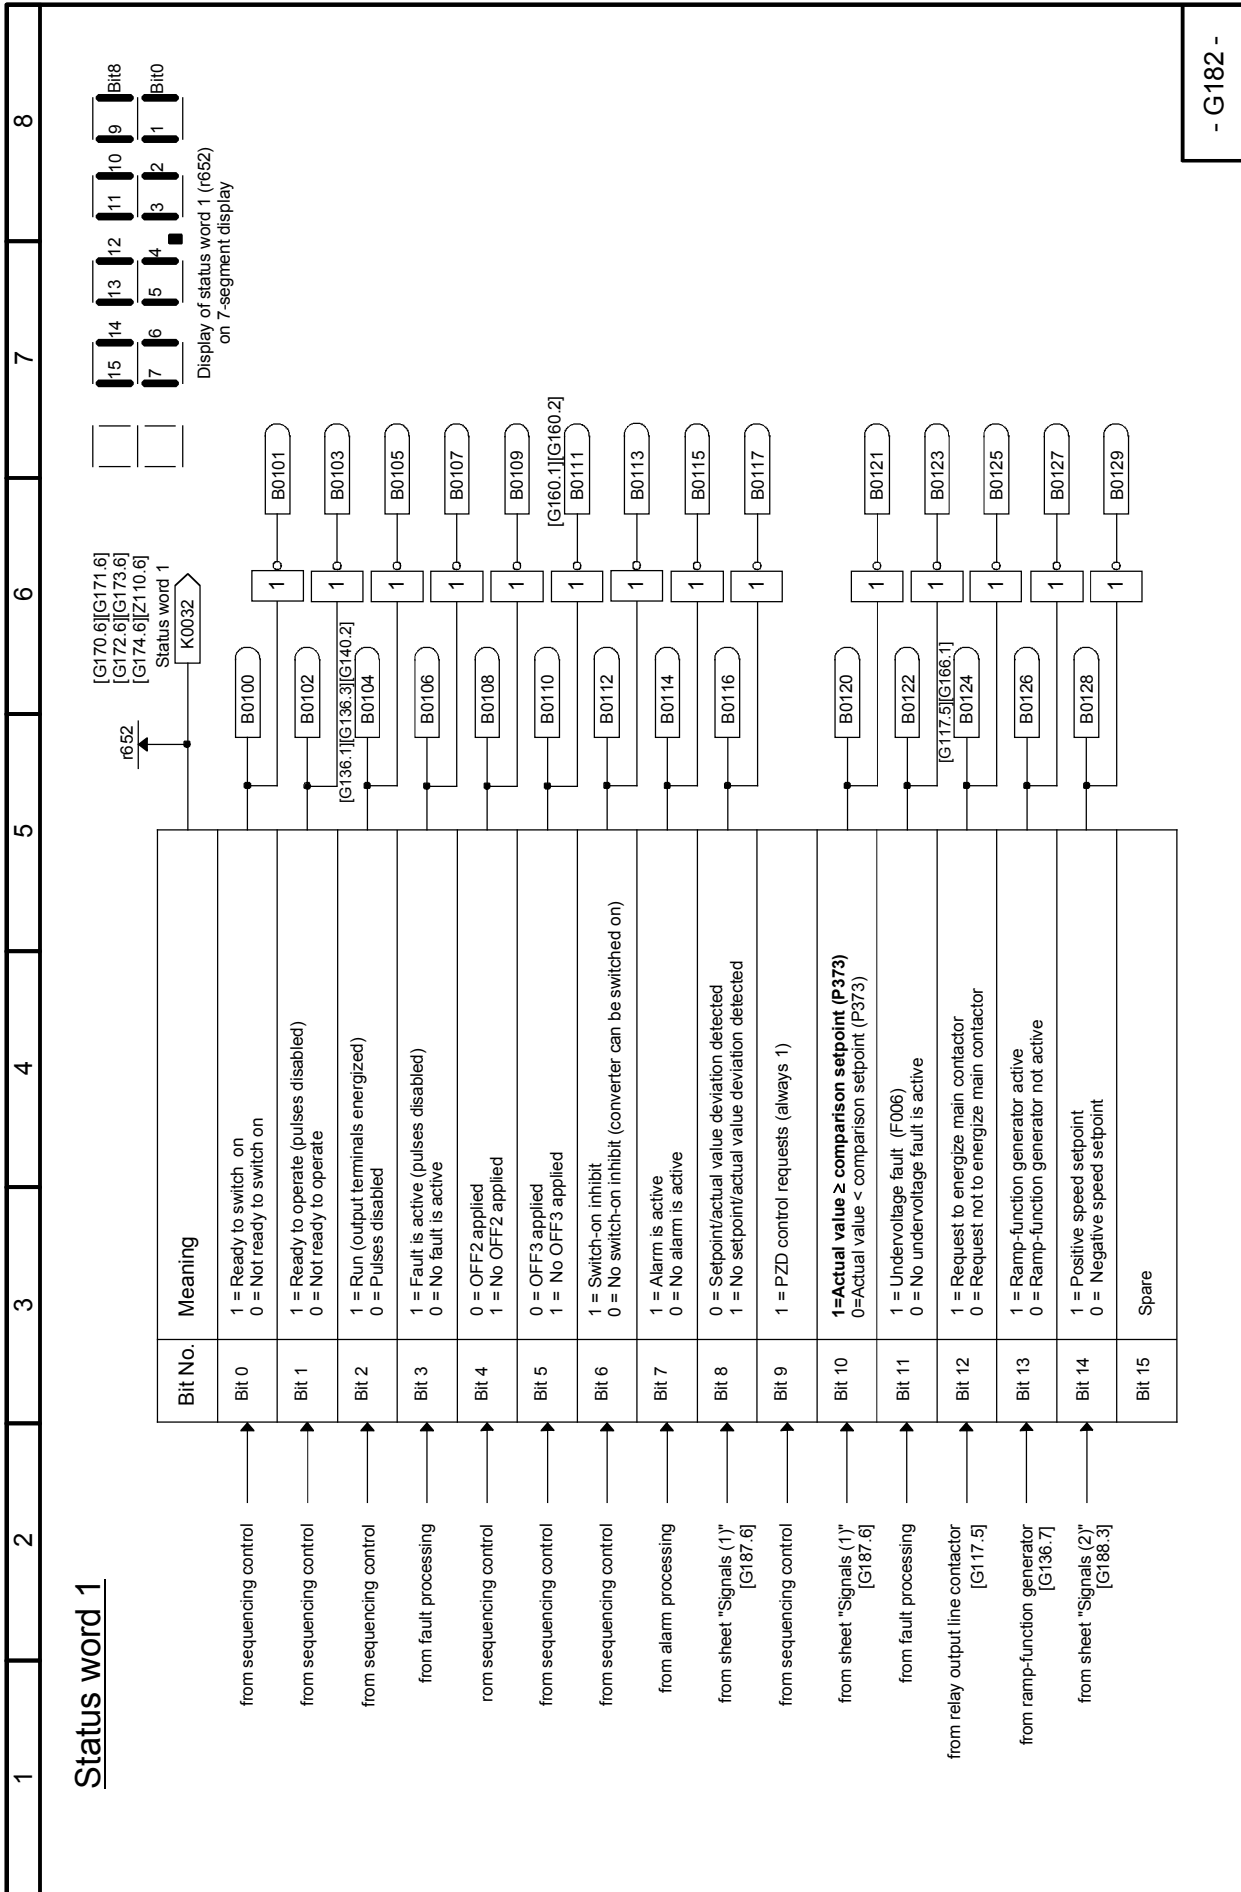 1 2 3 4 5 6 7 8
Status word 1
Bit No. Meaning
from sequencing control
Bit 0
1 = Ready to switch on
0 = Not ready to switch on
B0100
1
B0101
from sequencing control
Bit 1
1 = Ready to operate (pulses disabled)
0 = Not ready to operate
B0102
1
B0103
from sequencing control
Bit 2
1 = Run (output terminals energized)
0 = Pulses disabled
[G136.1][G136.3][G140.2]
B0104
1
B0105
from fault processing
Bit 3
1 = Fault is active (pulses disabled)
0 = No fault is active
B0106
1
B0107
rom sequencing control
Bit 4
0 = OFF2 applied
1 = No OFF2 applied
B0108
1
B0109
from sequencing control
Bit 5
0 = OFF3 applied
1 = No OFF3 applied
B0110
1
[G160.1][G160.2]
B0111
from sequencing control
Bit 6
1 = Switch-on inhibit
0 = No switch-on inhibit (converter can be switched on)
B0112
1
B0113
from alarm processing
Bit 7
1 = Alarm is active
0 = No alarm is active
B0114
1
B0115
from sheet "Signals (1)"
[G187.6]
Bit 8
0 = Setpoint/actual value deviation detected
1 = No setpoint/actual value deviation detected
B0116
1
B0117
from sequencing control
Bit 9
1 = PZD control requests (always 1)
from sheet "Signals (1)"
[G187.6]
Bit 10
1=Actual value ≥ comparison setpoint (P373)
0=Actual value < comparison setpoint (P373)
B0120
1
B0121
from fault processing
Bit 11
1 = Undervoltage fault (F006)
0 = No undervoltage fault is active
B0122
1
B0123
from relay output line contactor
[G117.5]
Bit 12
1 = Request to energize main contactor
0 = Request not to energize main contactor
[G117.5][G166.1]
B0124
1
B0125
from ramp-function generator
[G136.7]
Bit 13
1 = Ramp-function generator active
0 = Ramp-function generator not active
B0126
1
B0127
from sheet "Signals (2)"
[G188.3]
Bit 14
1 = Positive speed setpoint
0 = Negative speed setpoint
B0128
1
B0129
Bit 15
Spare
r652
[G170.6][G171.6]
[G172.6][G173.6]
[G174.6][Z110.6]
Status word 1
K0032
15 14 13 12 11 10 9 Bit8
7 6 5 4 3 2 1 Bit0
Display of status word 1 (r652)
on 7-segment display
- G182 -